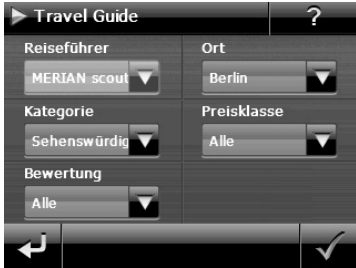 Travel Guide ?
Reiseführer Ort
MERIAN scout Berlin
Kategorie Preisklasse
Sehenswürdig Alle
Bewertung
Alle